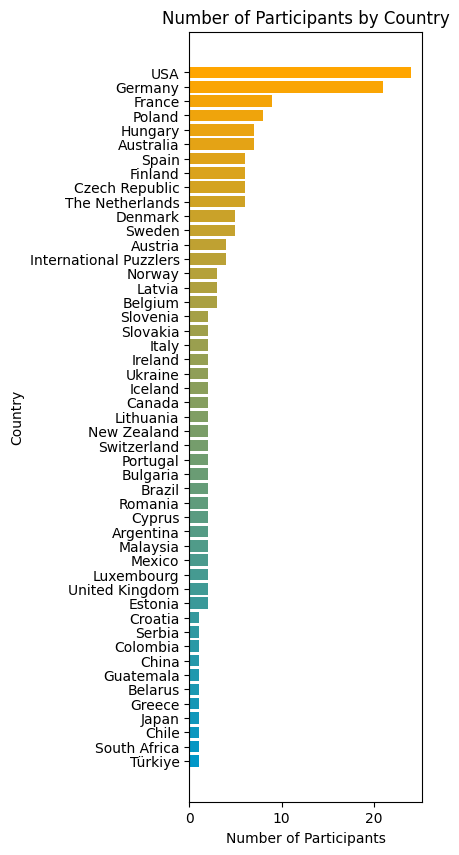 Number of Participants by Country
USA
Germany
France
Poland
Hungary
Australia
Spain
Finland
Czech Republic
The Netherlands
Denmark
Sweden
Austria
International Puzzlers
Norway
Latvia
Belgium
Slovenia
Slovakia
Italy
Ireland
Ukraine
Iceland
Canada
Lithuania
New Zealand
Switzerland
Portugal
Bulgaria
Brazil
Romania
Cyprus
Argentina
Malaysia
Mexico
Luxembourg
United Kingdom
Estonia
Croatia
Serbia
Colombia
China
Guatemala
Belarus
Greece
Japan
Chile
South Africa
Türkiye
Country
0 10 20
Number of Participants